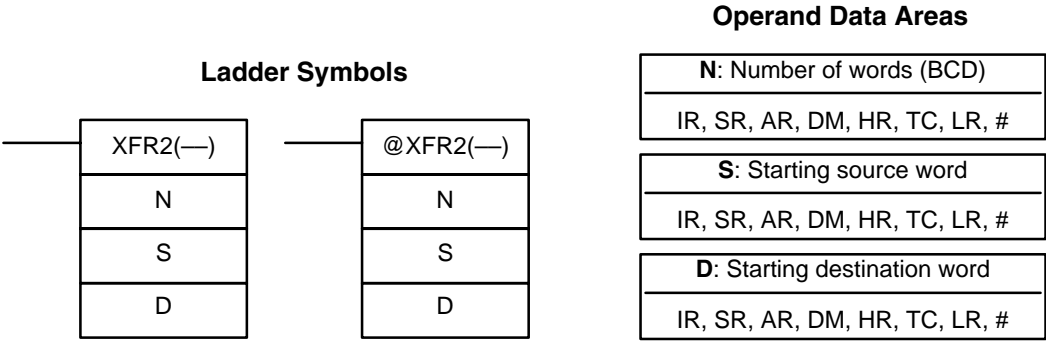 Operand Data Areas
Ladder Symbols
N: Number of words (BCD)
IR, SR, AR, DM, HR, TC, LR, #
XFR2(—)
@XFR2(—)
S: Starting source word
N
N
IR, SR, AR, DM, HR, TC, LR, #
S
S
D: Starting destination word
D
D
IR, SR, AR, DM, HR, TC, LR, #